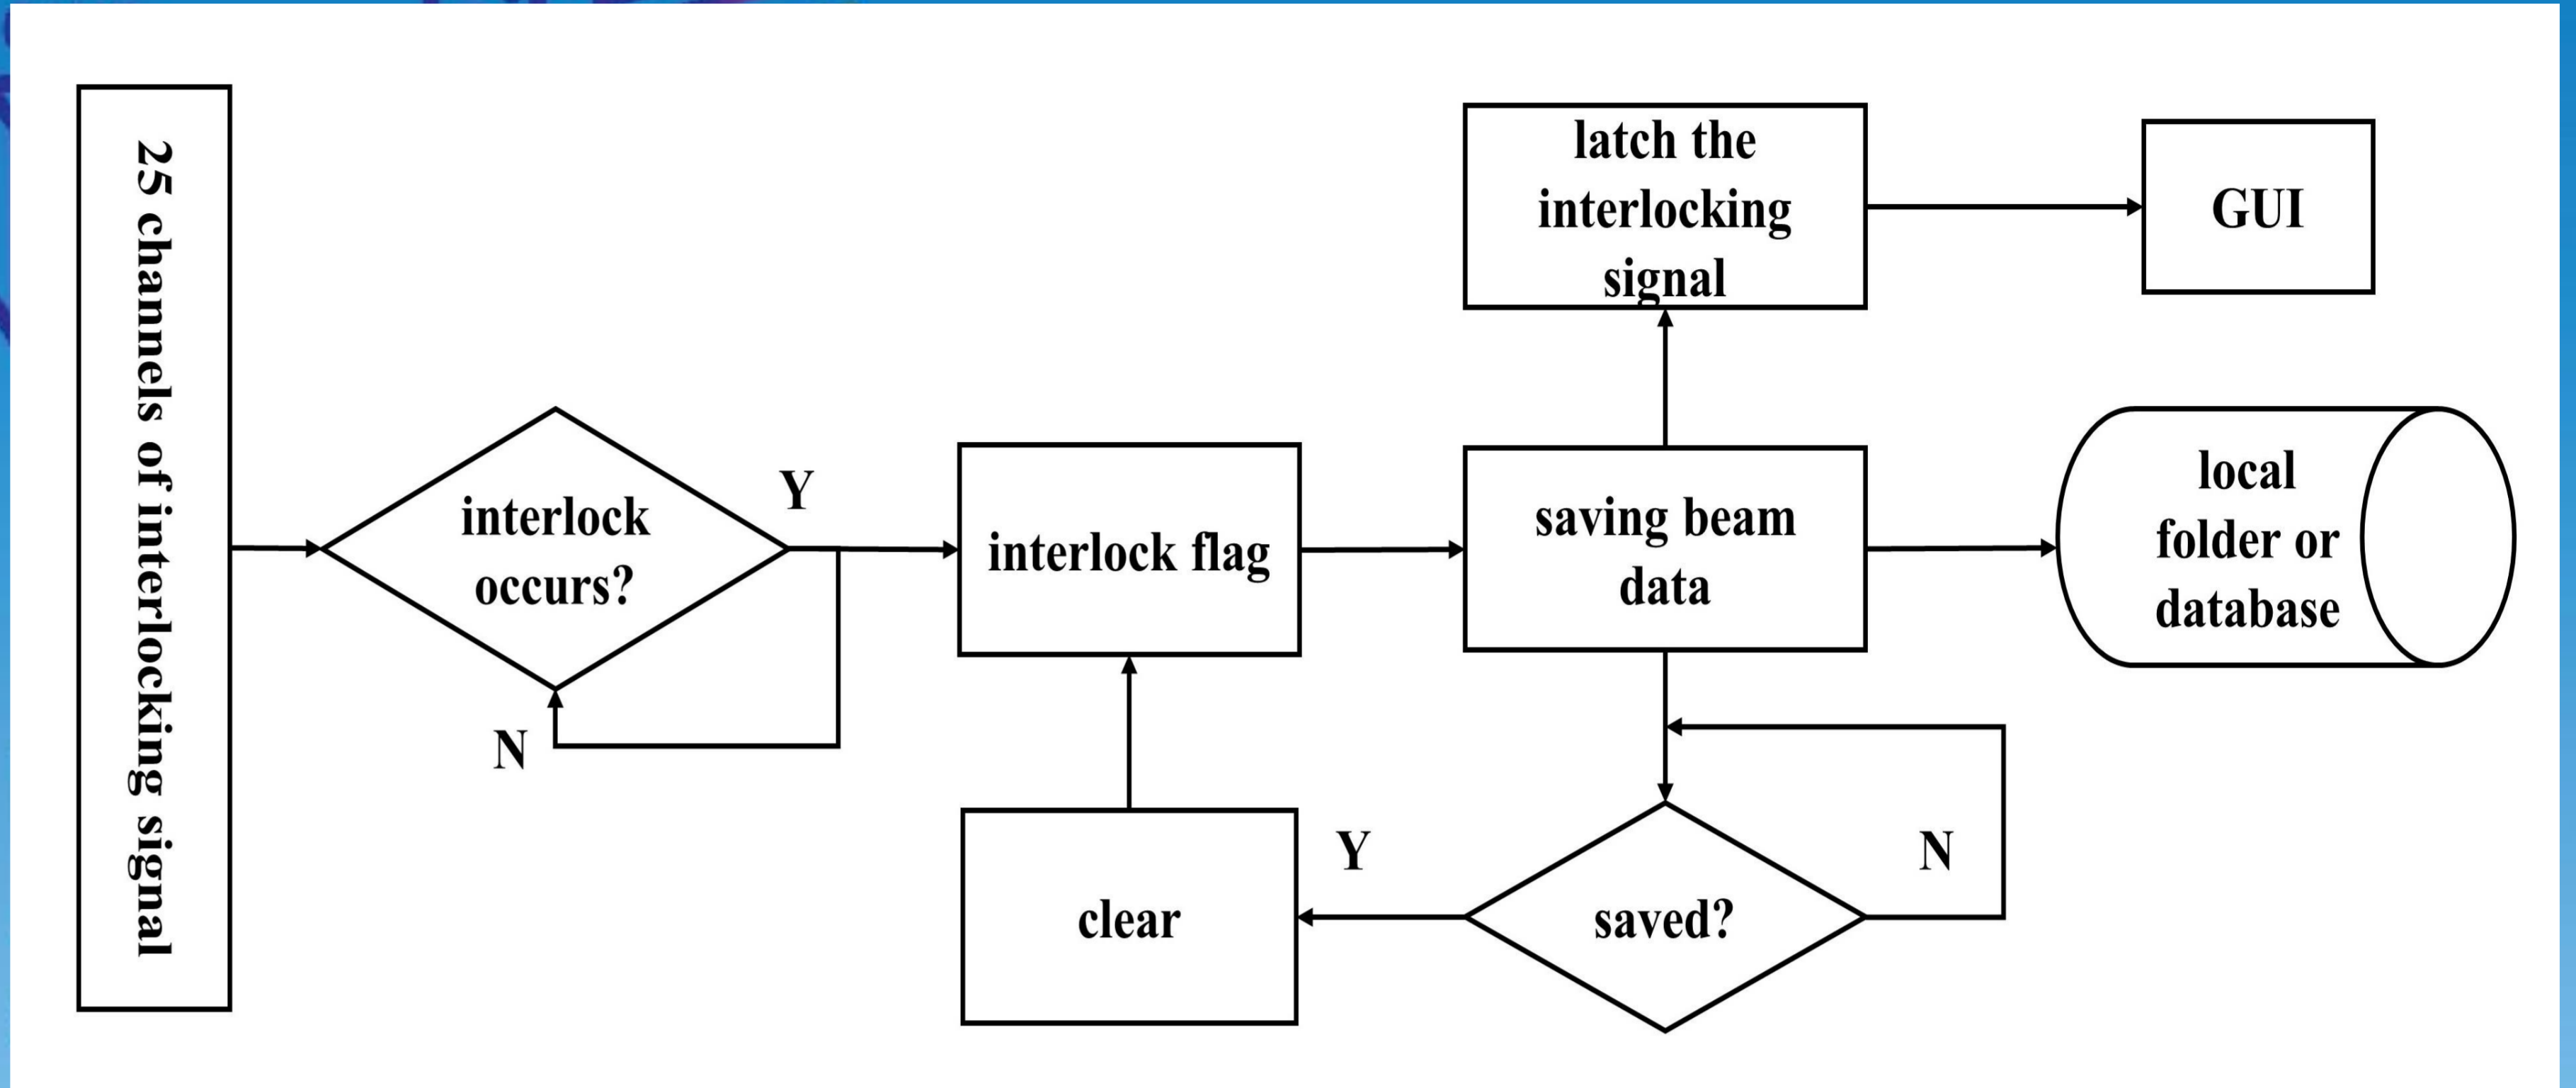 25 channels of interlocking signal
interlock
occurs?
Y
N
interlock flag
latch the
interlocking
signal
GUI
saving beam
data
local
folder or
database
clear
Y
saved?
N